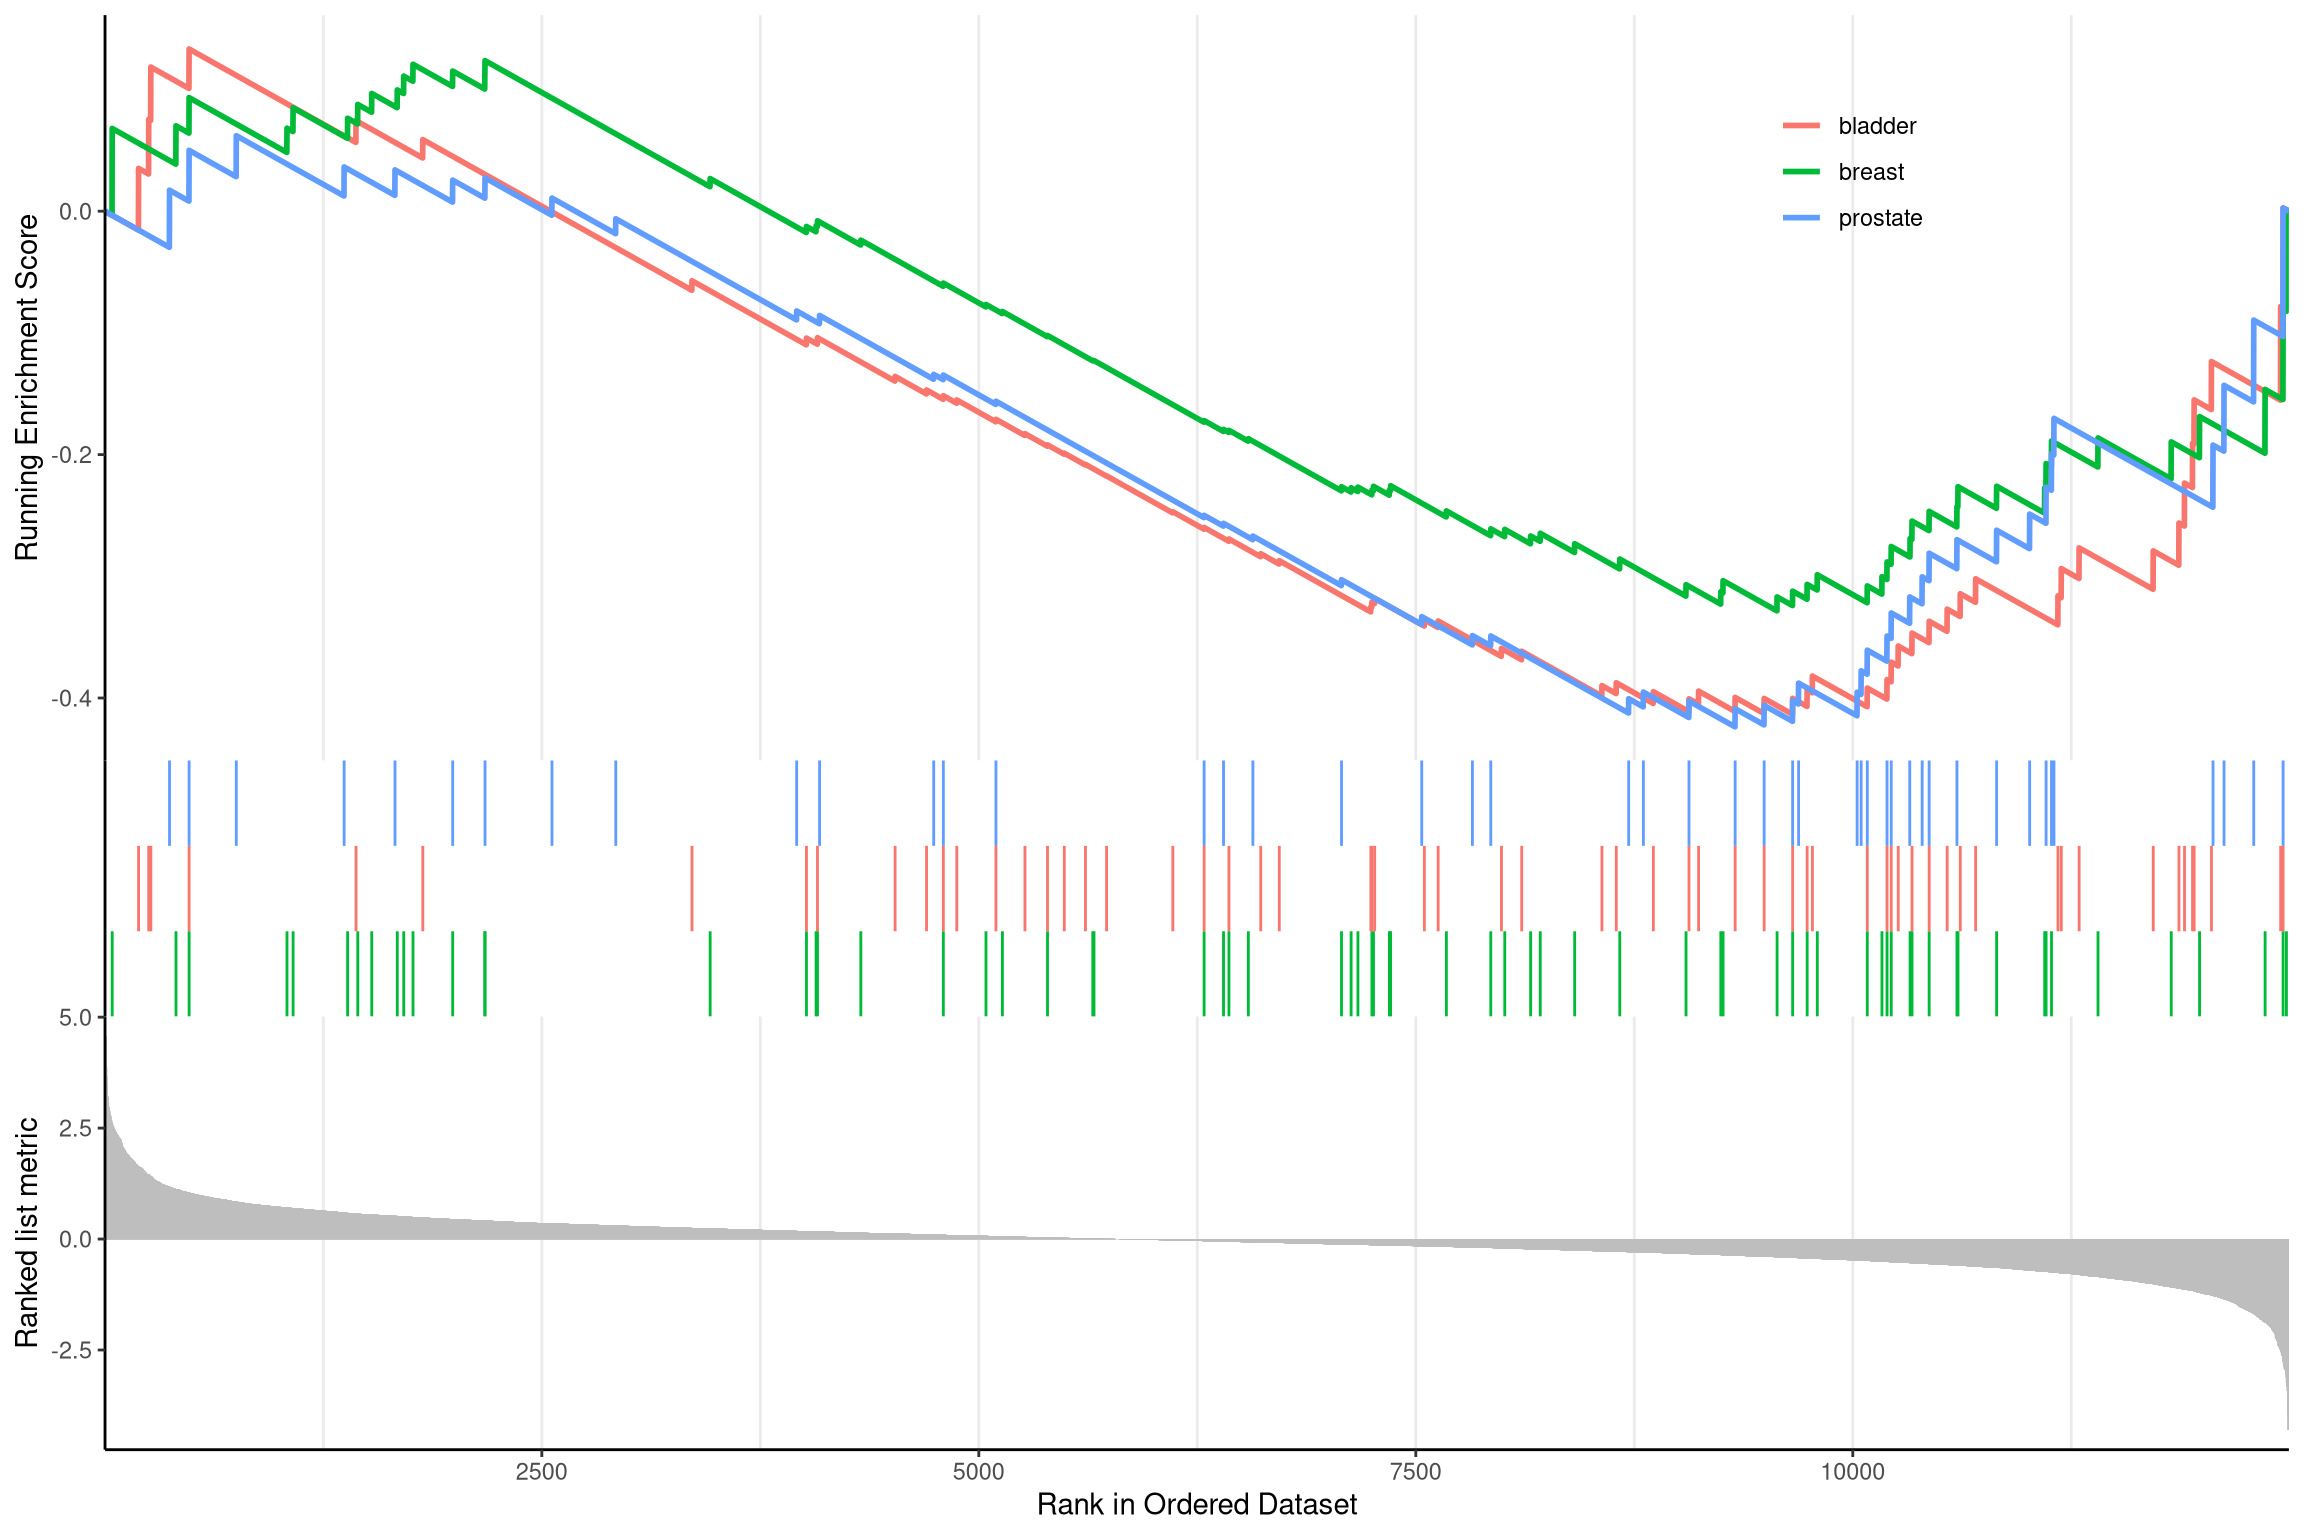 Running Enrichment Score
0.0
-0.2
-0.4
bladder
breast
prostate
Ranked list metric
5.0
2.5
0.0
-2.5
2500
5000
7500
10000
Rank in Ordered Dataset